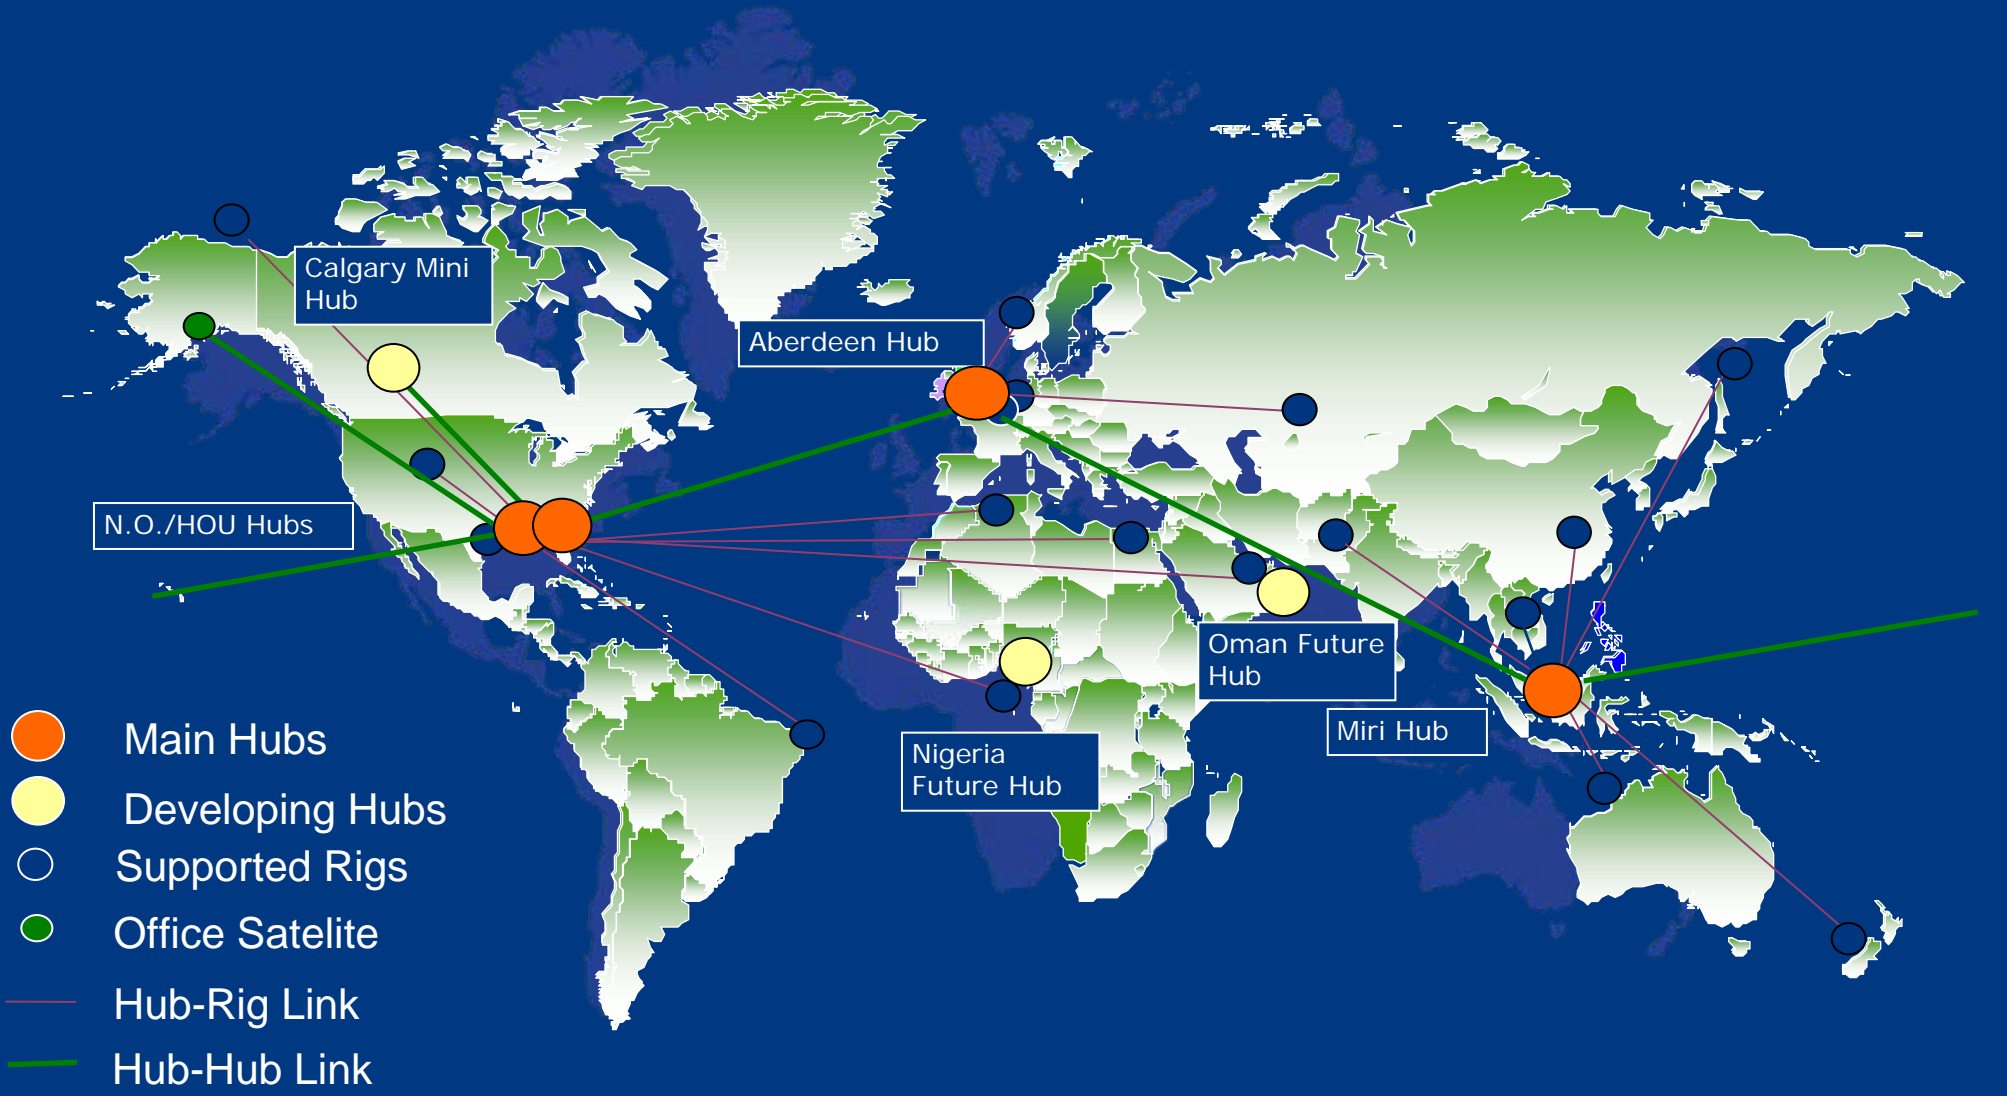 Calgary Mini
Hub
Aberdeen Hub
N.O./HOU Hubs
Oman Future
Hub
Miri Hub
Nigeria
Future Hub
Main Hubs
Developing Hubs
Supported Rigs
Office Satelite
Hub-Rig Link
Hub-Hub Link